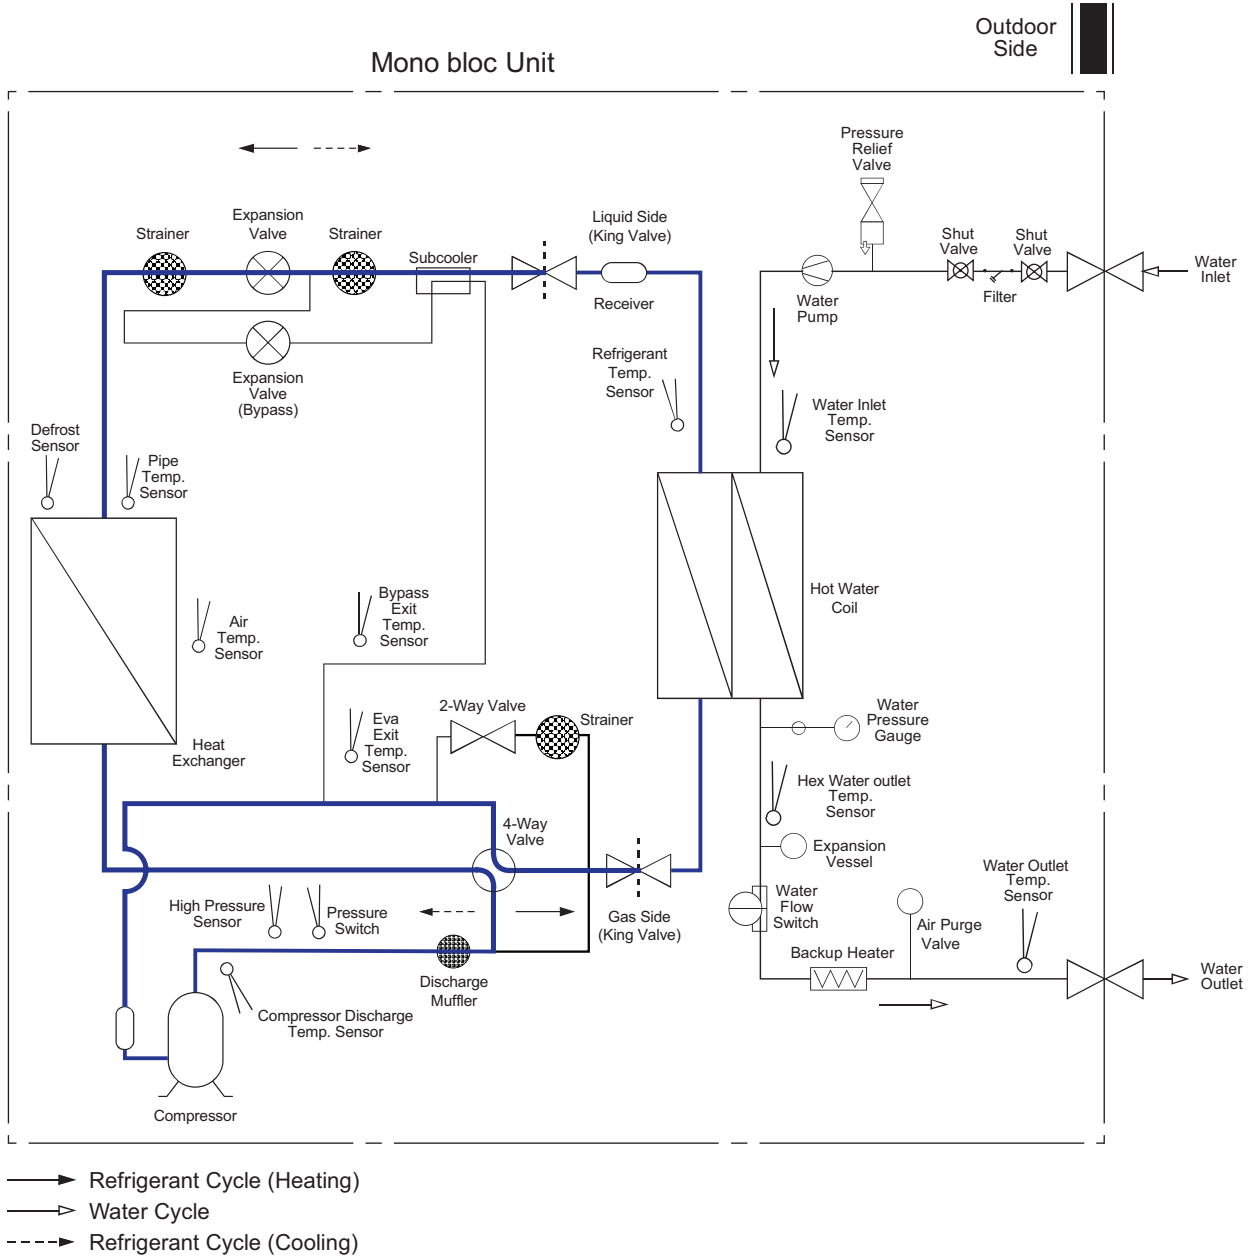 Outdoor
Side
Mono bloc Unit
Pressure
Relief
Valve
Strainer
Expansion
Valve
Strainer
Subcooler
Liquid Side
(King Valve)
Receiver
Water
Pump
Shut
Valve
Filter
Shut
Valve
Water
Inlet
Expansion
Valve
(Bypass)
Refrigerant
Temp.
Sensor
Water Inlet
Temp.
Sensor
Defrost
Sensor
Pipe
Temp.
Sensor
Air
Temp.
Sensor
Bypass
Exit
Temp.
Sensor
Hot Water
Coil
Heat
Exchanger
Eva
Exit
Temp.
Sensor
2-Way Valve
Strainer
Water
Pressure
Gauge
Hex Water outlet
Temp.
Sensor
4-Way
Valve
Expansion
Vessel
Water Outlet
Temp.
Sensor
High Pressure
Sensor
Pressure
Switch
Gas Side
(King Valve)
Water
Flow
Switch
Air Purge
Valve
Backup Heater
Water
Outlet
Discharge
Muffler
Compressor Discharge
Temp. Sensor
Compressor
Refrigerant Cycle (Heating)
Water Cycle
Refrigerant Cycle (Cooling)